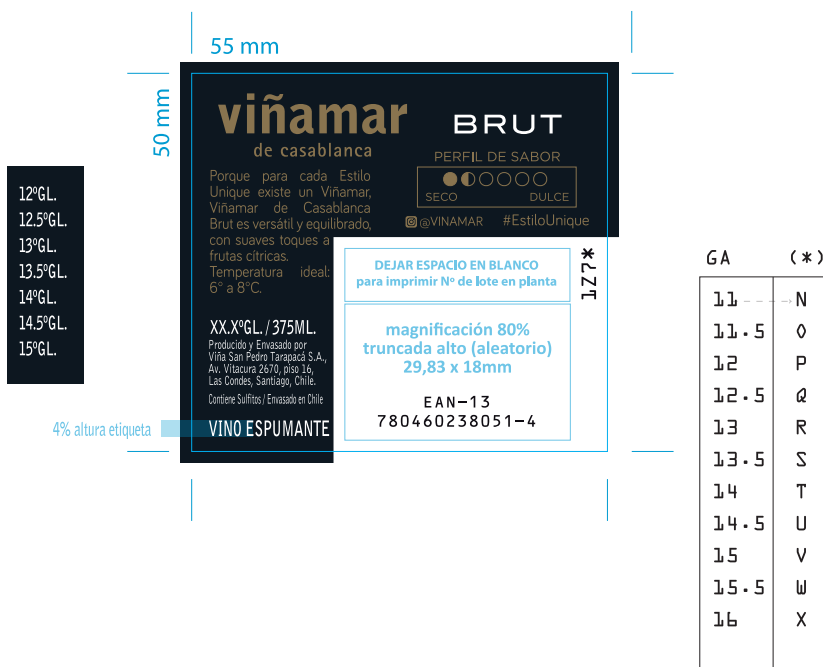 55 mm
50 mm
12ºGL.
12.5ºGL.
13ºGL.
13.5ºGL.
14ºGL.
14.5ºGL.
15ºGL.
viñamar
de casablanca
Porque para cada Estilo
Unique existe un Viñamar,
Viñamar de Casablanca
Brut es versátil y equilibrado,
con suaves toques a
frutas cítricas.
Temperatura ideal:
6° a 8°C.
XX.XºGL. / 375ML.
Producido y Envasado por
Viña San Pedro Tarapacá S.A.,
Av. Vitacura 2670, piso 16,
Las Condes, Santiago, Chile.
Contiene Sulfitos / Envasado en Chile
4% altura etiqueta
VINO ESPUMANTE
BRUT
PERFIL DE SABOR
SECO DULCE
@VINAMAR #EstiloUnique
DEJAR ESPACIO EN BLANCO
para imprimir Nº de lote en planta
1Z7*
magnificación 80%
truncada alto (aleatorio)
29,83 x 18mm
EAN-13
780460238051-4
GA (*)
11 N
11.5 O
12 P
12.5 Q
13 R
13.5 S
14 T
14.5 U
15 V
15.5 W
16 X